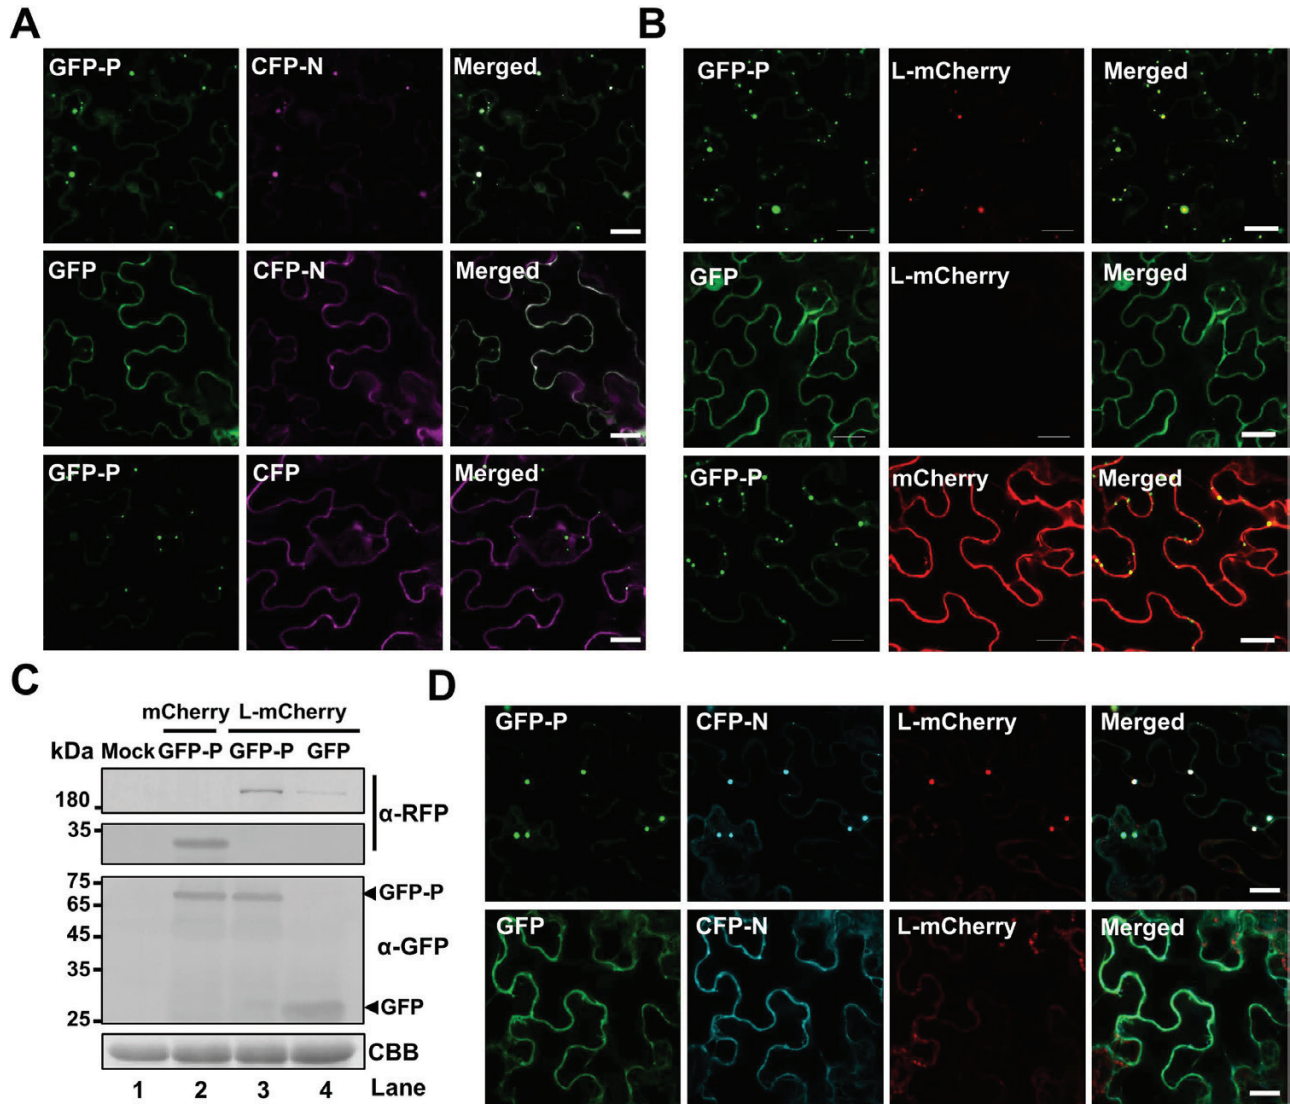 A
GFP-P CFP-N Merged
GFP CFP-N Merged
GFP-P CFP Merged
B
GFP-P L-mCherry Merged
GFP L-mCherry Merged
GFP-P mCherry Merged
C
mCherry L-mCherry
kDa Mock GFP-P GFP-P GFP
180
α-RFP
35
75
GFP-P
65
45
α-GFP
35
GFP
25
CBB
1 2 3 4 Lane
D
GFP-P CFP-N L-mCherry Merged
GFP CFP-N L-mCherry Merged